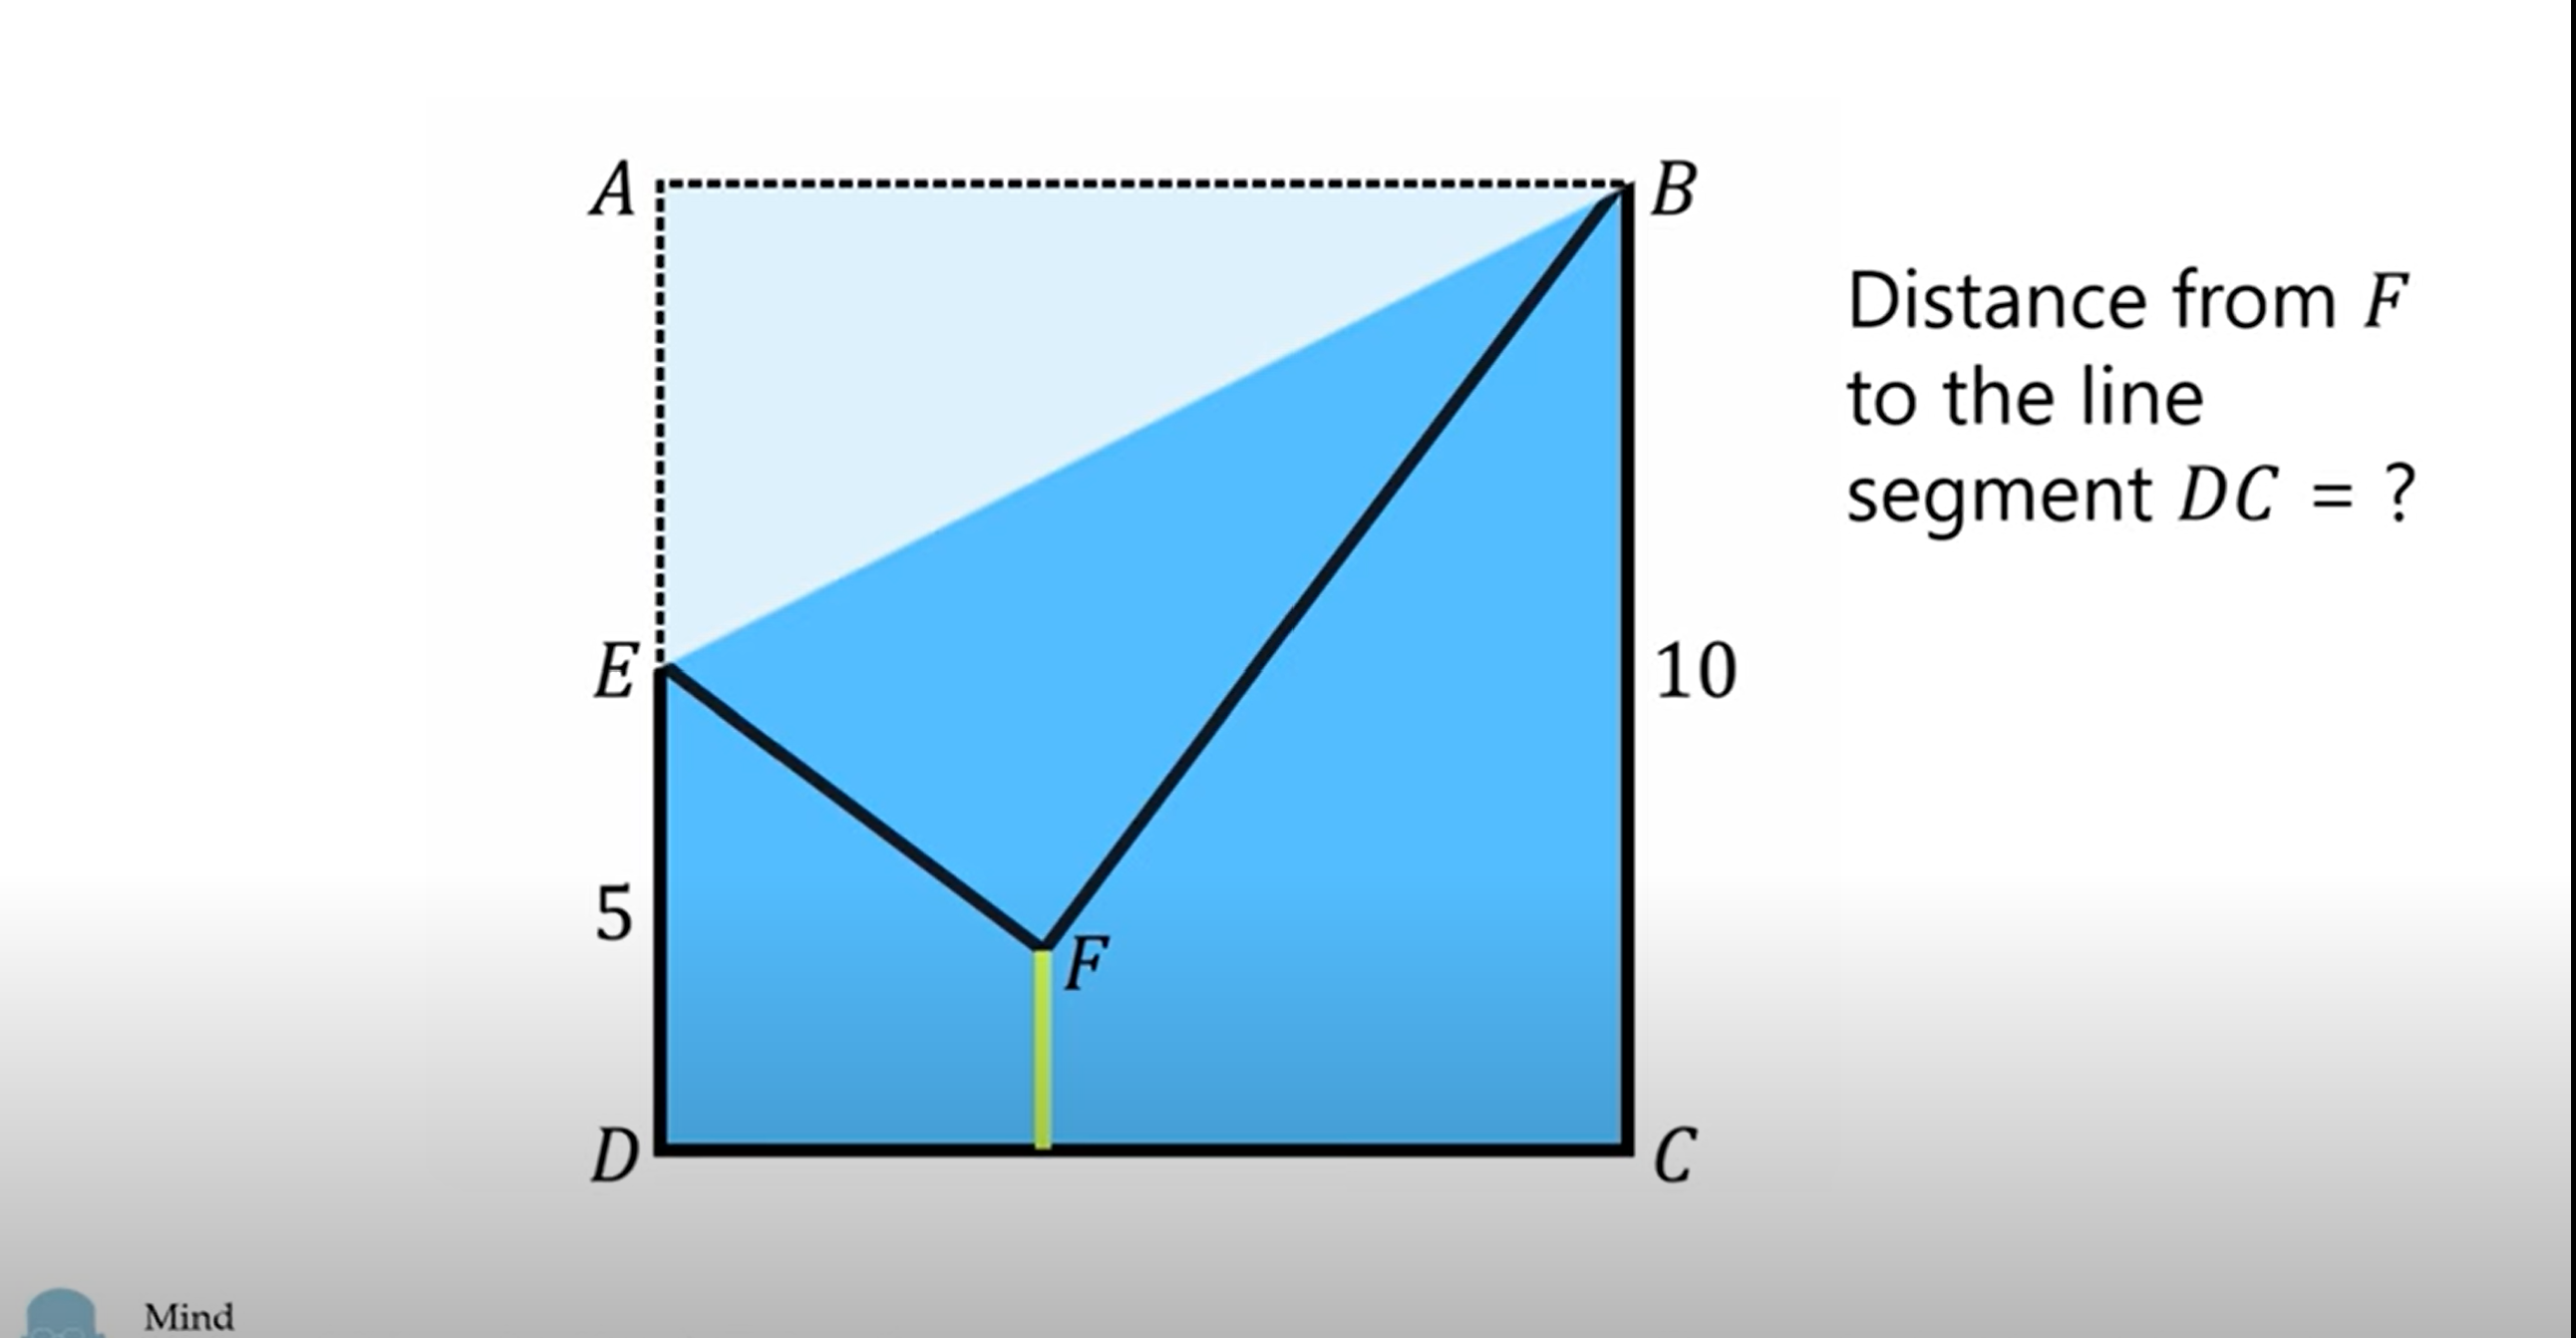 A
B
Distance from F
to the line
segment DC = ?
E
10
5
F
D
C
Mind